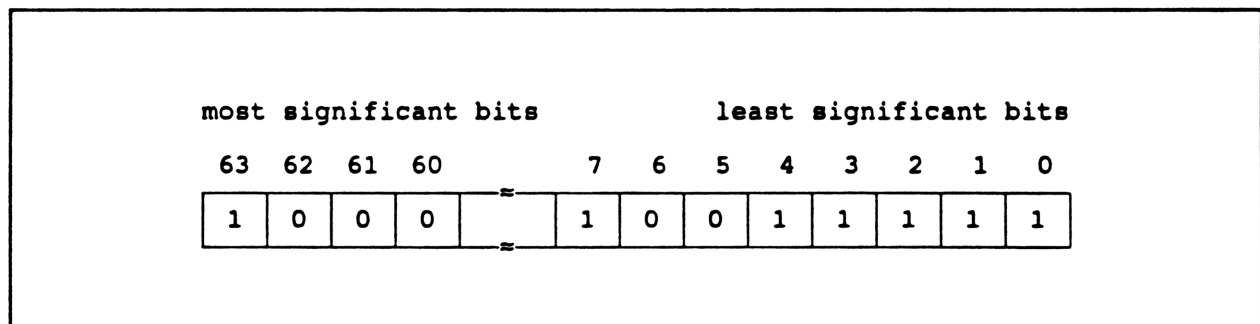 most significant bits least significant bits
63 62 61 60 7 6 5 4 3 2 1 0
1 0 0 0 ≈ 1 0 0 1 1 1 1 1